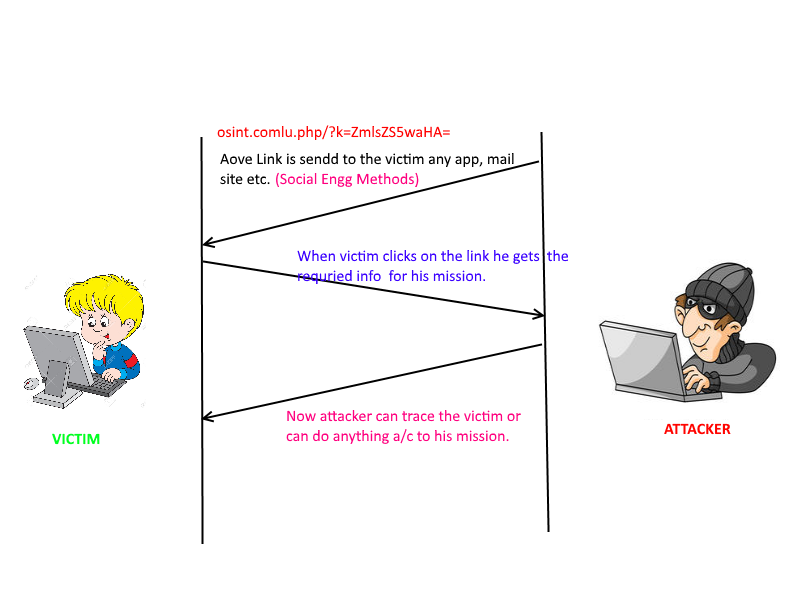 osint.comlu.php/?k=ZmlsZS5waHA=
Aove Link is sendd to the victim any app, mail
site etc. (Social Engg Methods)
When victim clicks on the link he gets the
requried info for his mission.
Now attacker can trace the victim or
can do anything a/c to his mission.
VICTIM
ATTACKER